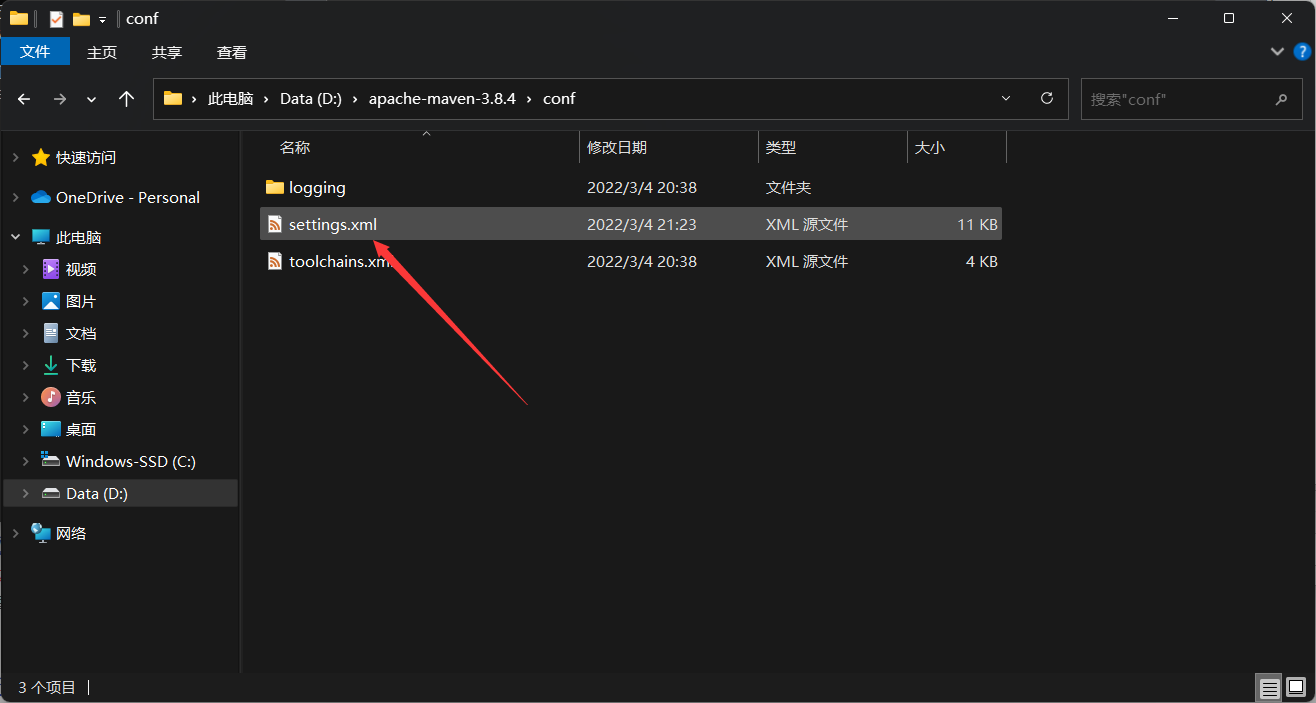 conf
文件 主页 共享 查看
此电脑 › Data (D:) › apache-maven-3.8.4 › conf 搜索"conf"
名称 修改日期 类型 大小
快速访问
OneDrive - Personal
此电脑
视频
图片
文档
下载
音乐
桌面
Windows-SSD (C:)
Data (D:)
网络
logging 2022/3/4 20:38 文件夹
settings.xml 2022/3/4 21:23 XML 源文件 11 KB
toolchains.xm 2022/3/4 20:38 XML 源文件 4 KB
3 个项目